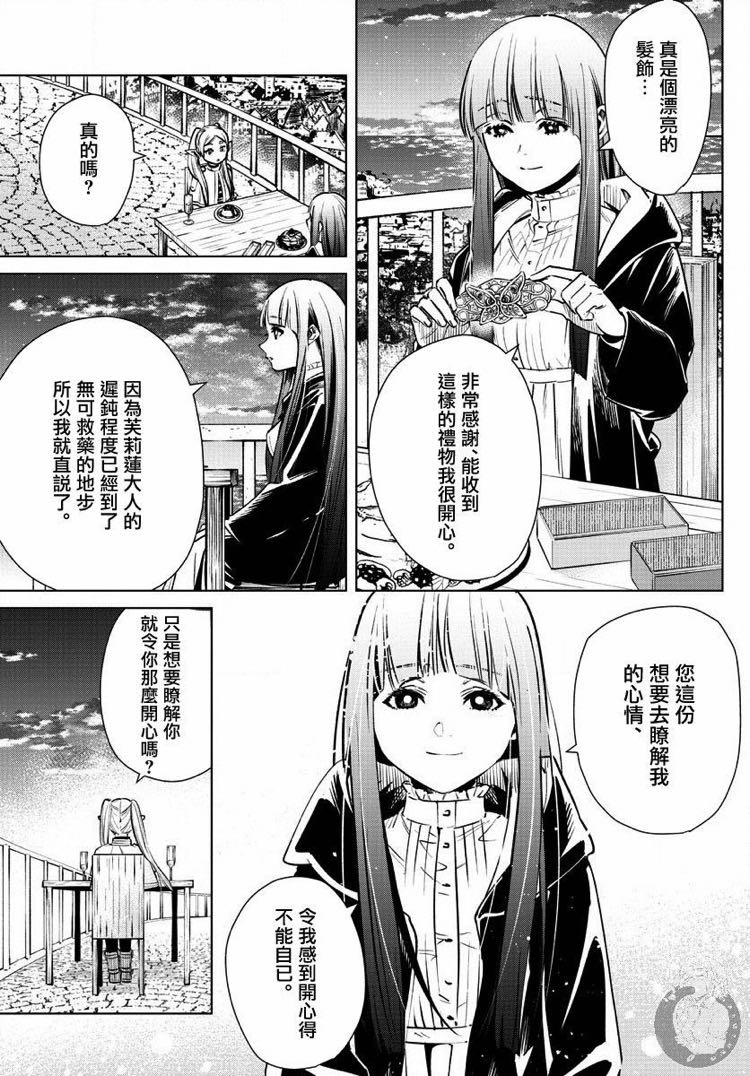 真是個漂亮的
髮飾…
非常感謝、能收到
這樣的禮物我很開心。
真的嗎?
因為芙莉蓮大人的
遲鈍程度已經到了
無可救藥的地步
所以我就直説了。
您這份
想要去瞭解我
的心情、
令我感到開心得
不能自已。
只是想要瞭解你
就令你那麼開心嗎?